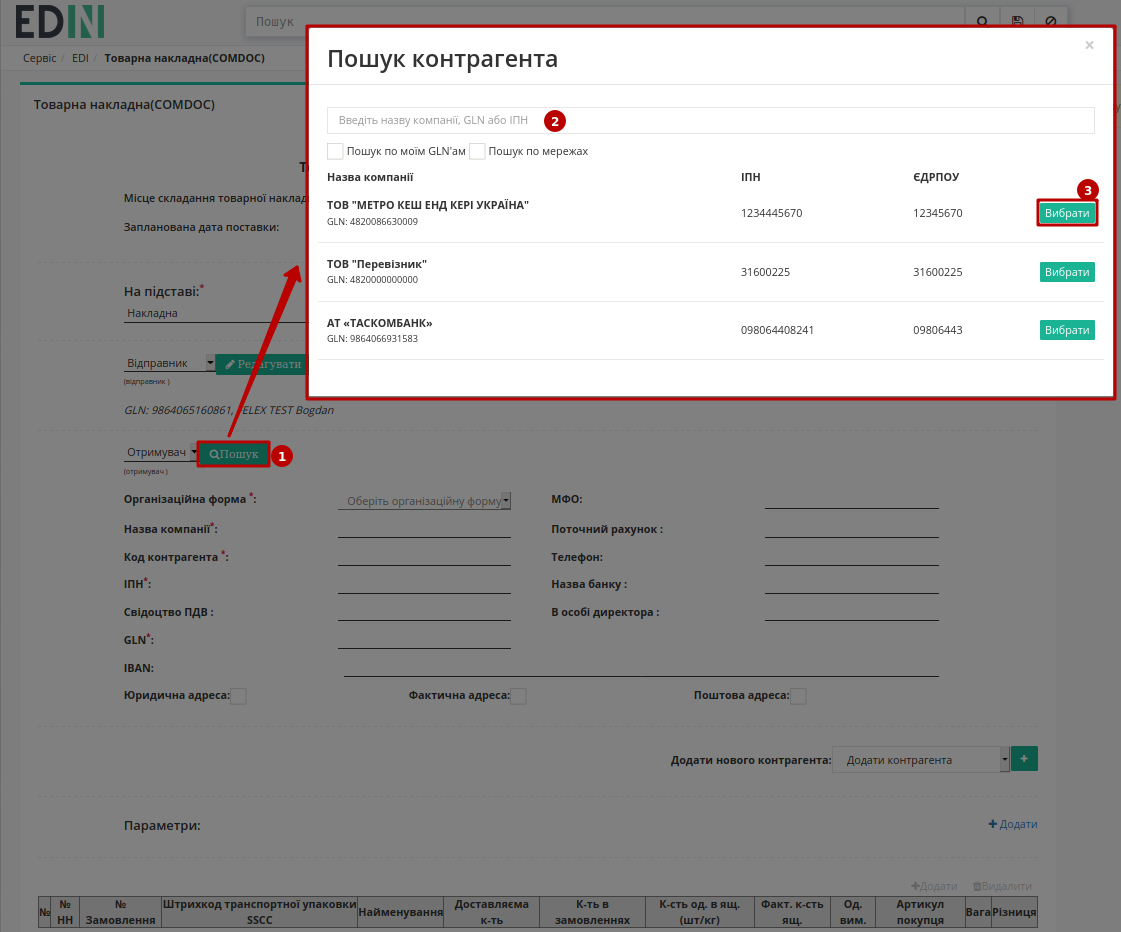 EDIN
Пошук
Сервіс / EDI / Товарна накладна(COMDOC)
Товарна накладна(COMDOC)
Місце складання товарної наклад
Запланована дата поставки:
На підставі:*
Накладна
Відправник Редагувати
(відправник )
GLN: 9864065160861, ELEX TEST Bogdan
Отримувач Пошук 1
(отримувач )
Пошук контрагента ×
Введіть назву компанії, GLN або ІПН 2
Пошук по моїм GLN'ам Пошук по мережах
Назва компанії ІПН ЄДРПОУ
3
ТОВ "МЕТРО КЕШ ЕНД КЕРІ УКРАЇНА"
GLN: 4820086630009 1234445670 12345670 Вибрати
ТОВ "Перевізник"
GLN: 4820000000000 31600225 31600225 Вибрати
АТ «ТАСКОМБАНК»
GLN: 9864066931583 098064408241 09806443 Вибрати
Організаційна форма *: Оберіть організаційну форму МФО:
Назва компанії*: Поточний рахунок :
Код контрагента *: Телефон:
ІПН*: Назва банку :
Свідоцтво ПДВ : В особі директора :
GLN*:
IBAN:
Юридична адреса: Фактична адреса: Поштова адреса:
Додати нового контрагента: Додати контрагента +
Параметри: +Додати
+Додати Видалити
№ № НН № Замовлення Штрихкод транспортної упаковки SSCC Найменування Доставляєма к-ть К-ть в замовленнях К-сть од. в ящ. (шт/кг) Факт. к-сть ящ. Од. вим. Артикул покупця Вага Різниця